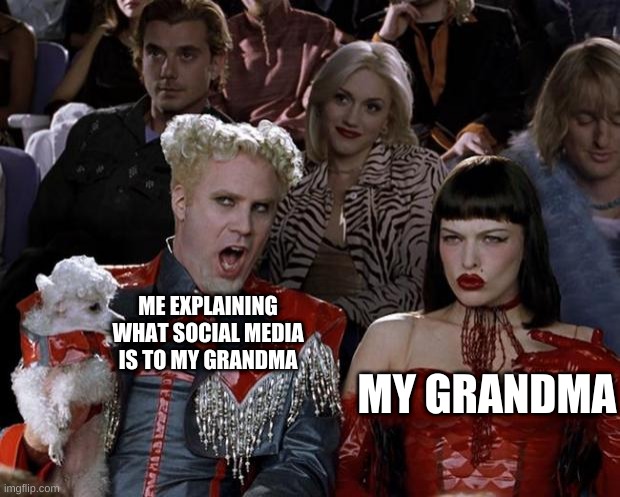 ME EXPLAINING
WHAT SOCIAL MEDIA
IS TO MY GRANDMA
MY GRANDMA
imgflip.com